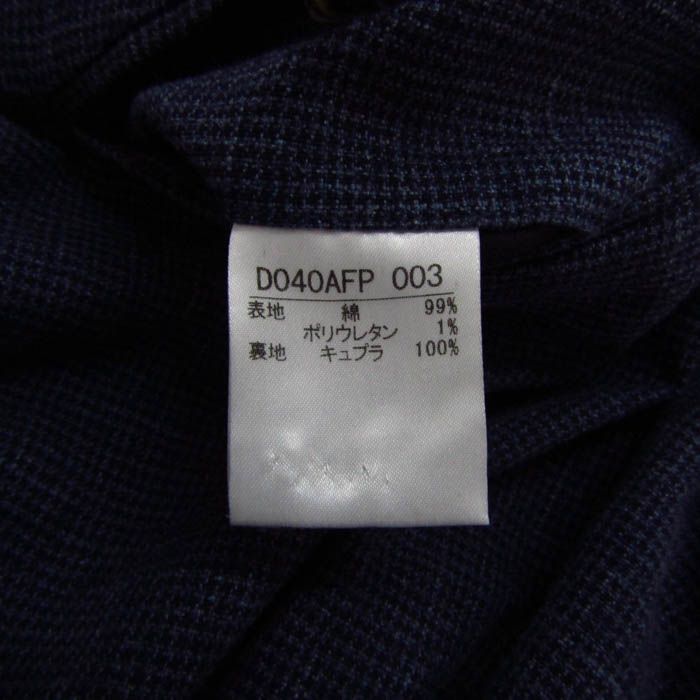 D040AFP 003
表地 綿 99%
ポリウレタン 1%
裏地 キュプラ 100%